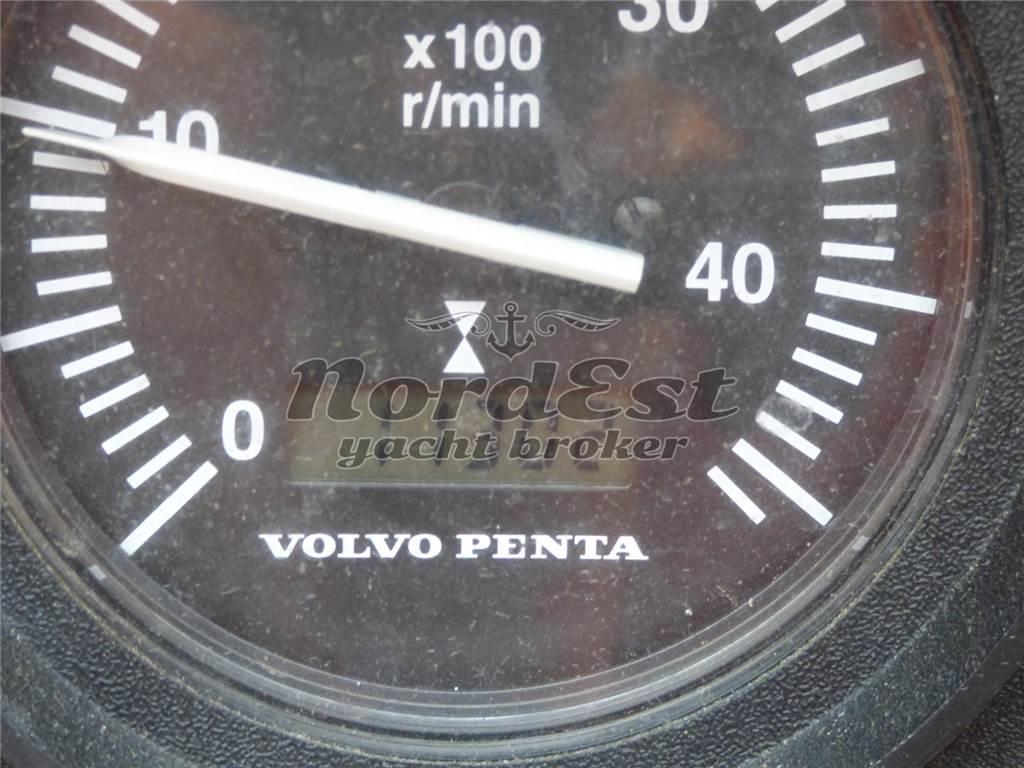 30
x100
r/min
10
40
NordEst
yacht broker
0
VOLVO PENTA